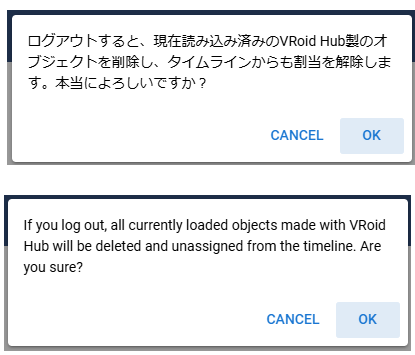 ログアウトすると、現在読み込み済みのVRoid Hub製のオ
ブジェクトを削除し、タイムラインからも割当を解除しま
す。本当によろしいですか？
CANCEL OK
If you log out, all currently loaded objects made with VRoid
Hub will be deleted and unassigned from the timeline. Are
you sure?
CANCEL OK